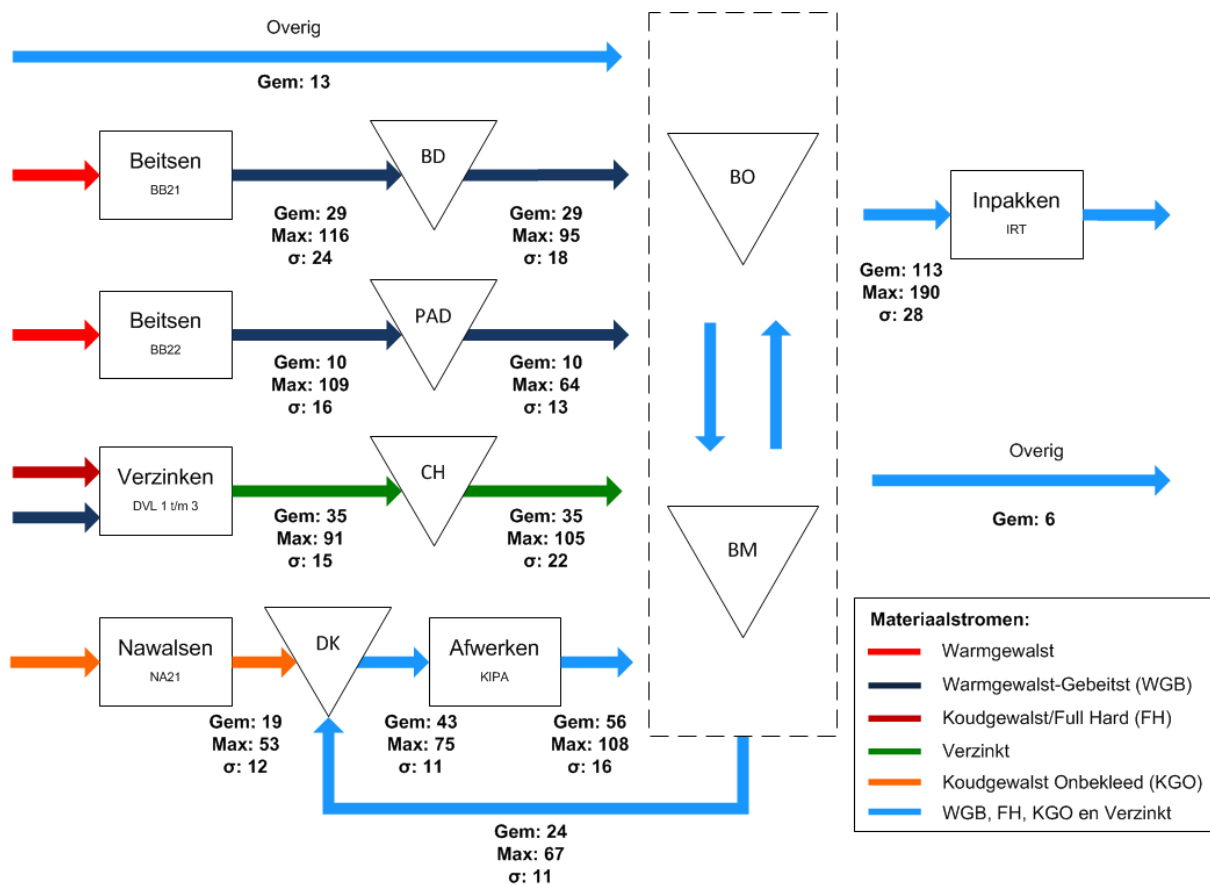 Overig
Gem: 13
Beitsen
BB21
Gem: 29
Max: 116
σ: 24
BD
Gem: 29
Max: 95
σ: 18
Beitsen
BB22
Gem: 10
Max: 109
σ: 16
PAD
Gem: 10
Max: 64
σ: 13
Verzinken
DVL 1 t/m 3
Gem: 35
Max: 91
σ: 15
CH
Gem: 35
Max: 105
σ: 22
Nawalsen
NA21
Gem: 19
Max: 53
σ: 12
DK
Gem: 43
Max: 75
σ: 11
Afwerken
KIPA
Gem: 56
Max: 108
σ: 16
Gem: 24
Max: 67
σ: 11
BO
BM
Gem: 113
Max: 190
σ: 28
Inpakken
IRT
Overig
Gem: 6
Materiaalstromen:
Warmgewalst
Warmgewalst-Gebeitst (WGB)
Koudgewalst/Full Hard (FH)
Verzinkt
Koudgewalst Onbekleed (KGO)
WGB, FH, KGO en Verzinkt